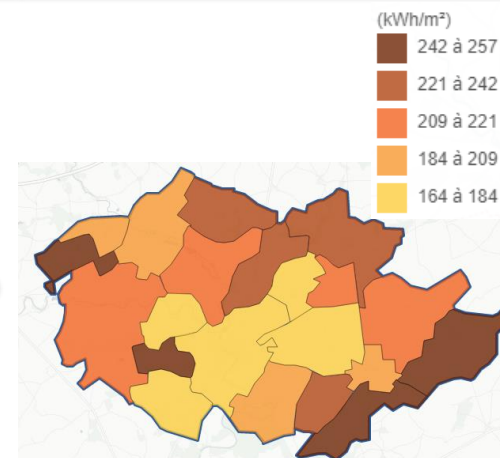 (kWh/m²)
242 à 257
221 à 242
209 à 221
184 à 209
164 à 184